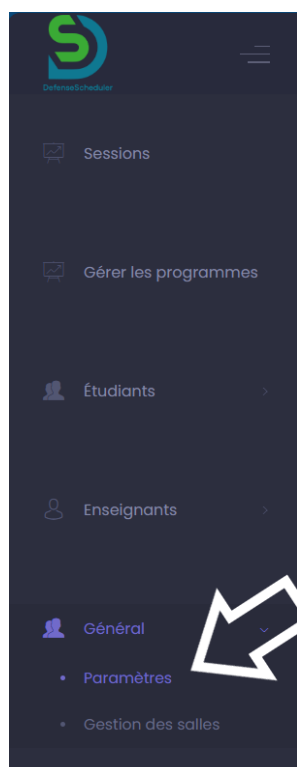 DefenseScheduler
Sessions
Gérer les programmes
Étudiants
Enseignants
Général
Paramètres
Gestion des salles